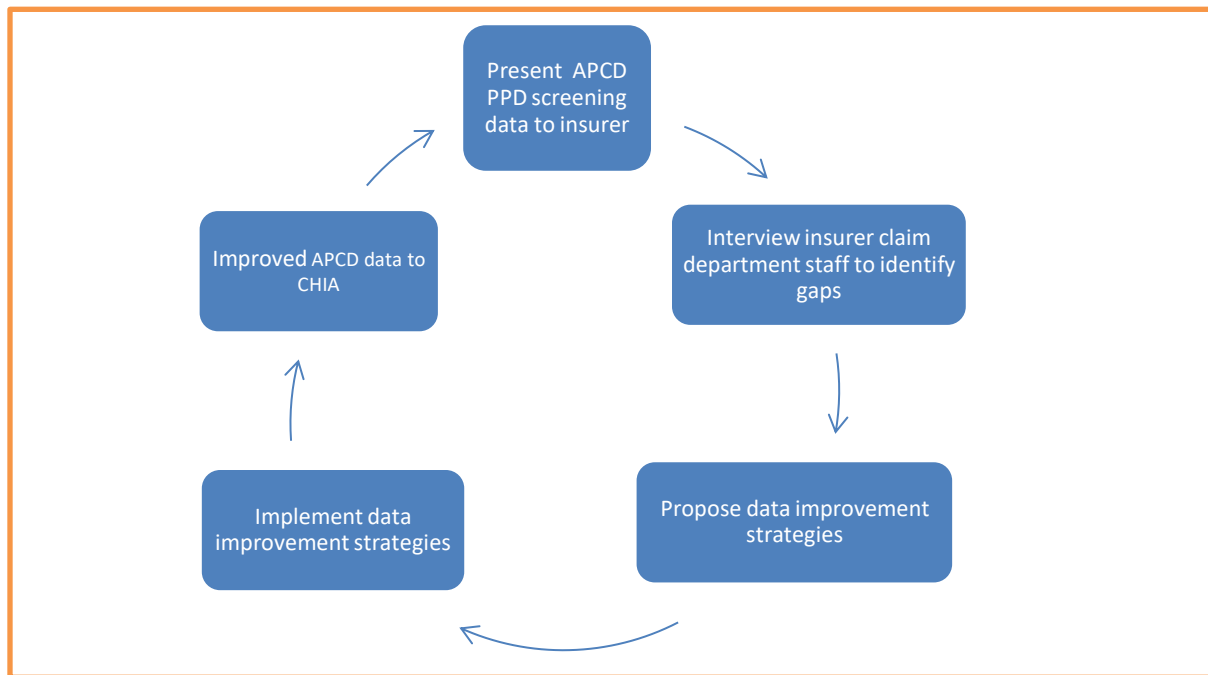 Present APCD
PPD screening
data to insurer
Interview insurer claim
department staff to identify
gaps
Propose data improvement
strategies
Implement data
improvement strategies
Improved APCD data to
CHIA